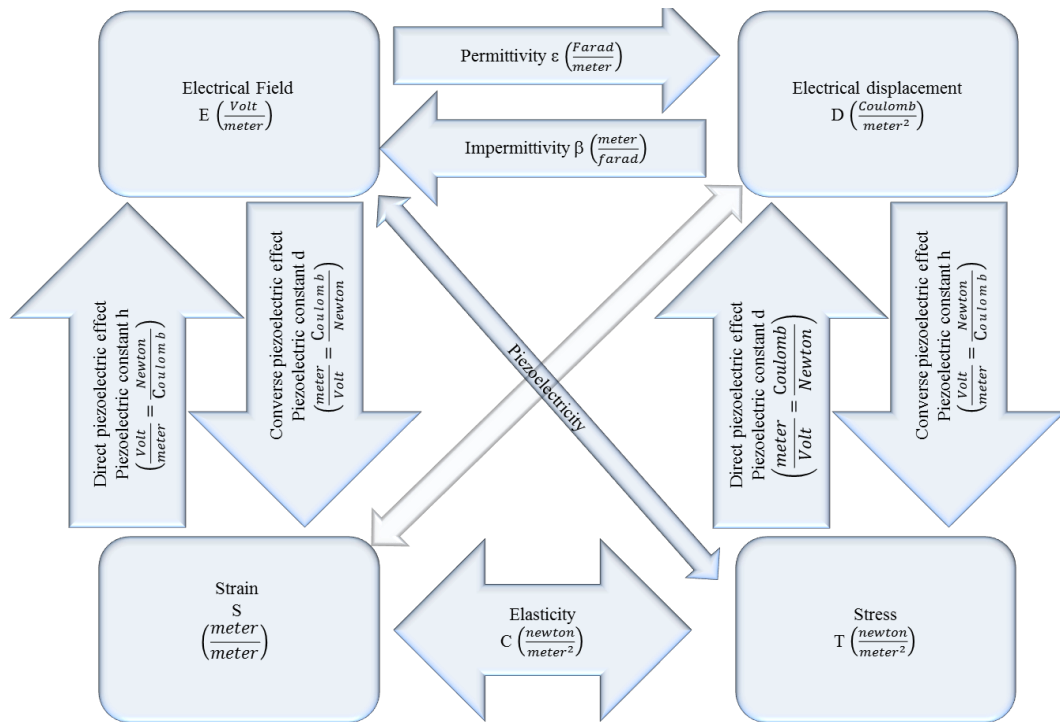 Electrical Field
E (Volt/meter)
Permittivity ε (Farad/meter)
Impermittivity β (meter/farad)
Electrical displacement
D (Coulomb/meter²)
Direct piezoelectric effect
Piezoelectric constant h
(Volt/meter = Newton/Coulomb)
Converse piezoelectric effect
Piezoelectric constant d
(meter/Volt = Coulomb/Newton)
Piezoelectricity
Direct piezoelectric effect
Piezoelectric constant d
(meter/Volt = Coulomb/Newton)
Converse piezoelectric effect
Piezoelectric constant h
(Volt/meter = Newton/Coulomb)
Strain
S
(meter/meter)
Elasticity
C (newton/meter²)
Stress
T (newton/meter²)